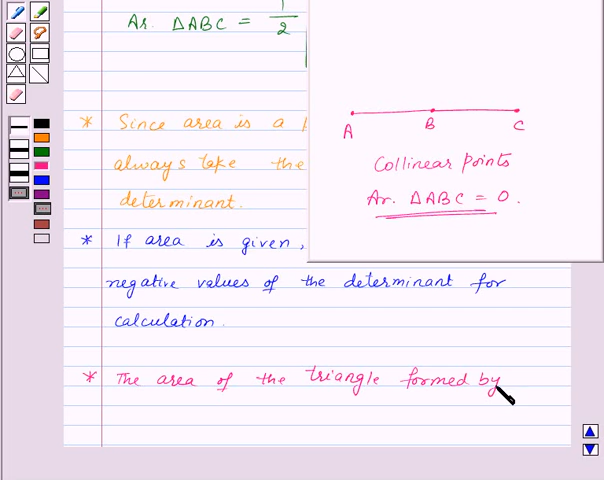 Ar. ΔABC = 1/2
* Since area is a
always take the
determinant.
* If area is given,
negative values of the determinant for
calculation.
* The area of the triangle formed by
A B C
Collinear points
Ar. ΔABC = 0.